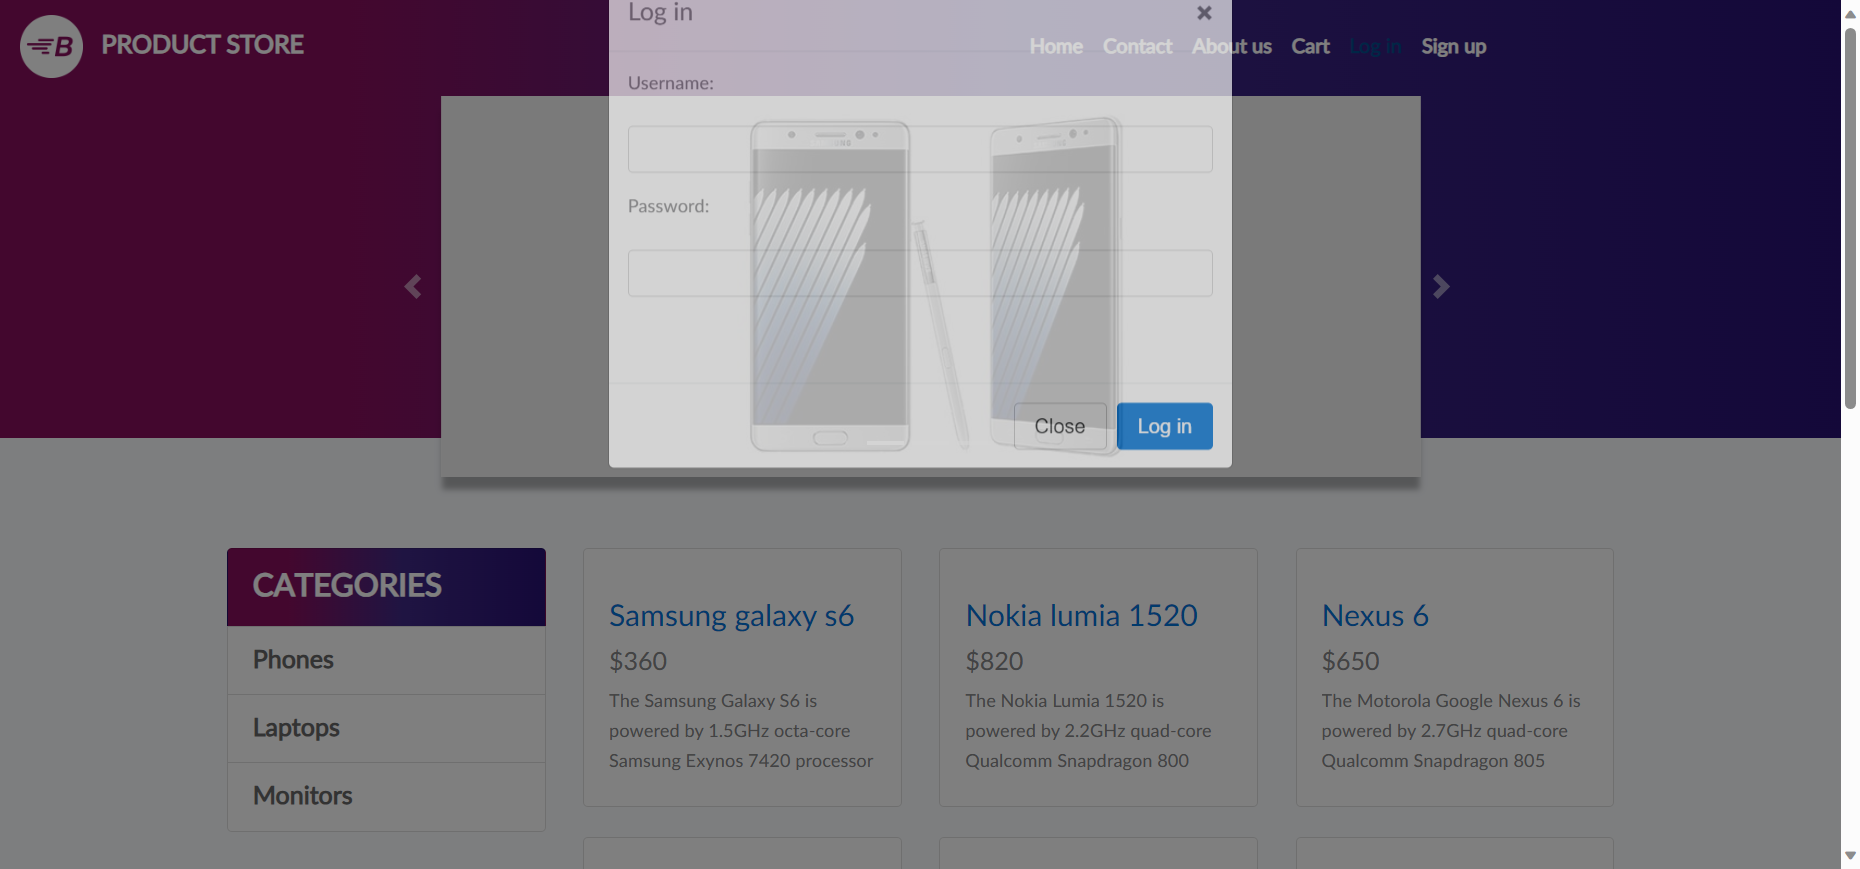 Log in
B PRODUCT STORE
Home Contact About us Cart Log in Sign up
Username:
Password:
Close Log in
CATEGORIES
Phones
Laptops
Monitors
Samsung galaxy s6
$360
The Samsung Galaxy S6 is
powered by 1.5GHz octa-core
Samsung Exynos 7420 processor
Nokia lumia 1520
$820
The Nokia Lumia 1520 is
powered by 2.2GHz quad-core
Qualcomm Snapdragon 800
Nexus 6
$650
The Motorola Google Nexus 6 is
powered by 2.7GHz quad-core
Qualcomm Snapdragon 805